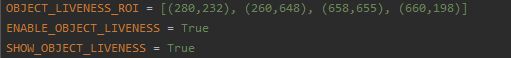 OBJECT_LIVENESS_ROI = [(280,232), (260,648), (658,655), (660,198)]
ENABLE_OBJECT_LIVENESS = True
SHOW_OBJECT_LIVENESS = True